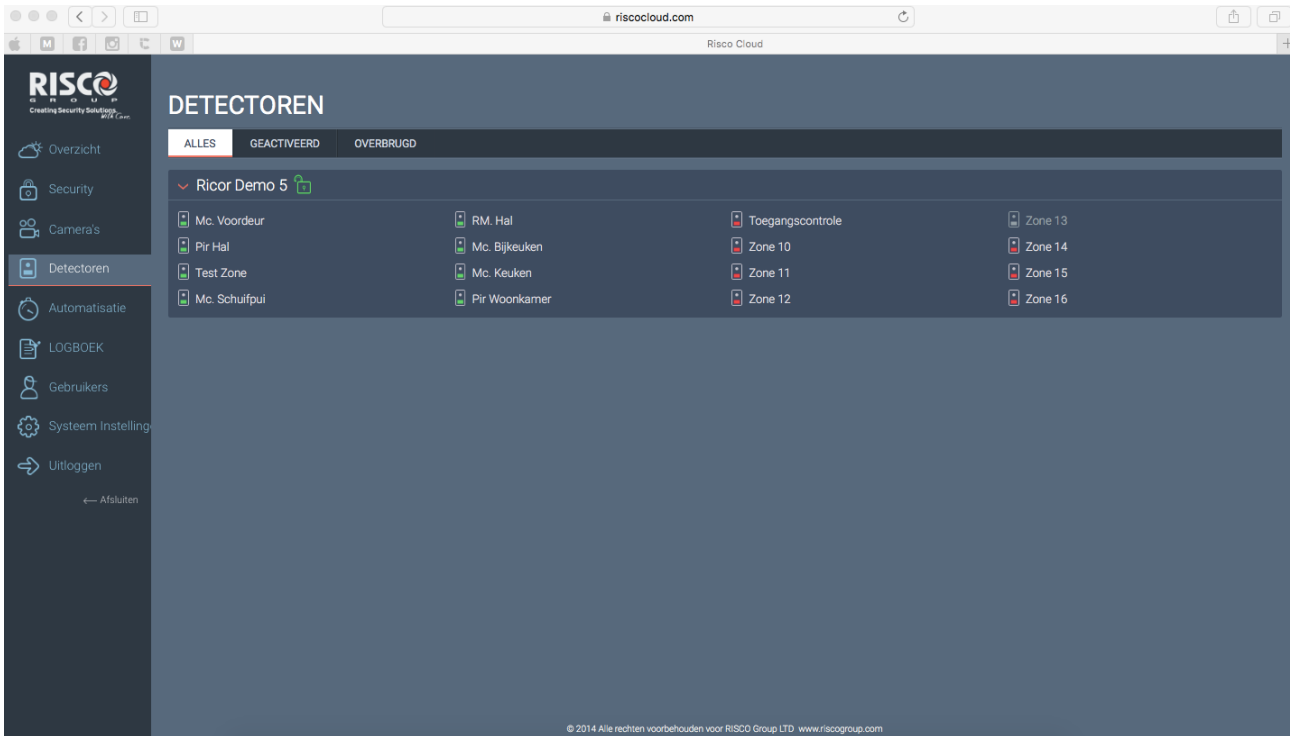 riscocloud.com
M
W
Risco Cloud
RISCO
GROUP
Creating Security Solutions
With Care.
DETECTOREN
ALLES GEACTIVEERD OVERBRUGD
Overzicht
Security
Camera's
Detectoren
Automatisatie
LOGBOEK
Gebruikers
Systeem Instellinge
Uitloggen
← Afsluiten
Ricor Demo 5
Mc. Voordeur RM. Hal Toegangscontrole Zone 13
Pir Hal Mc. Bijkeuken Zone 10 Zone 14
Test Zone Mc. Keuken Zone 11 Zone 15
Mc. Schuifpui Pir Woonkamer Zone 12 Zone 16
© 2014 Alle rechten voorbehouden voor RISCO Group LTD www.riscogroup.com